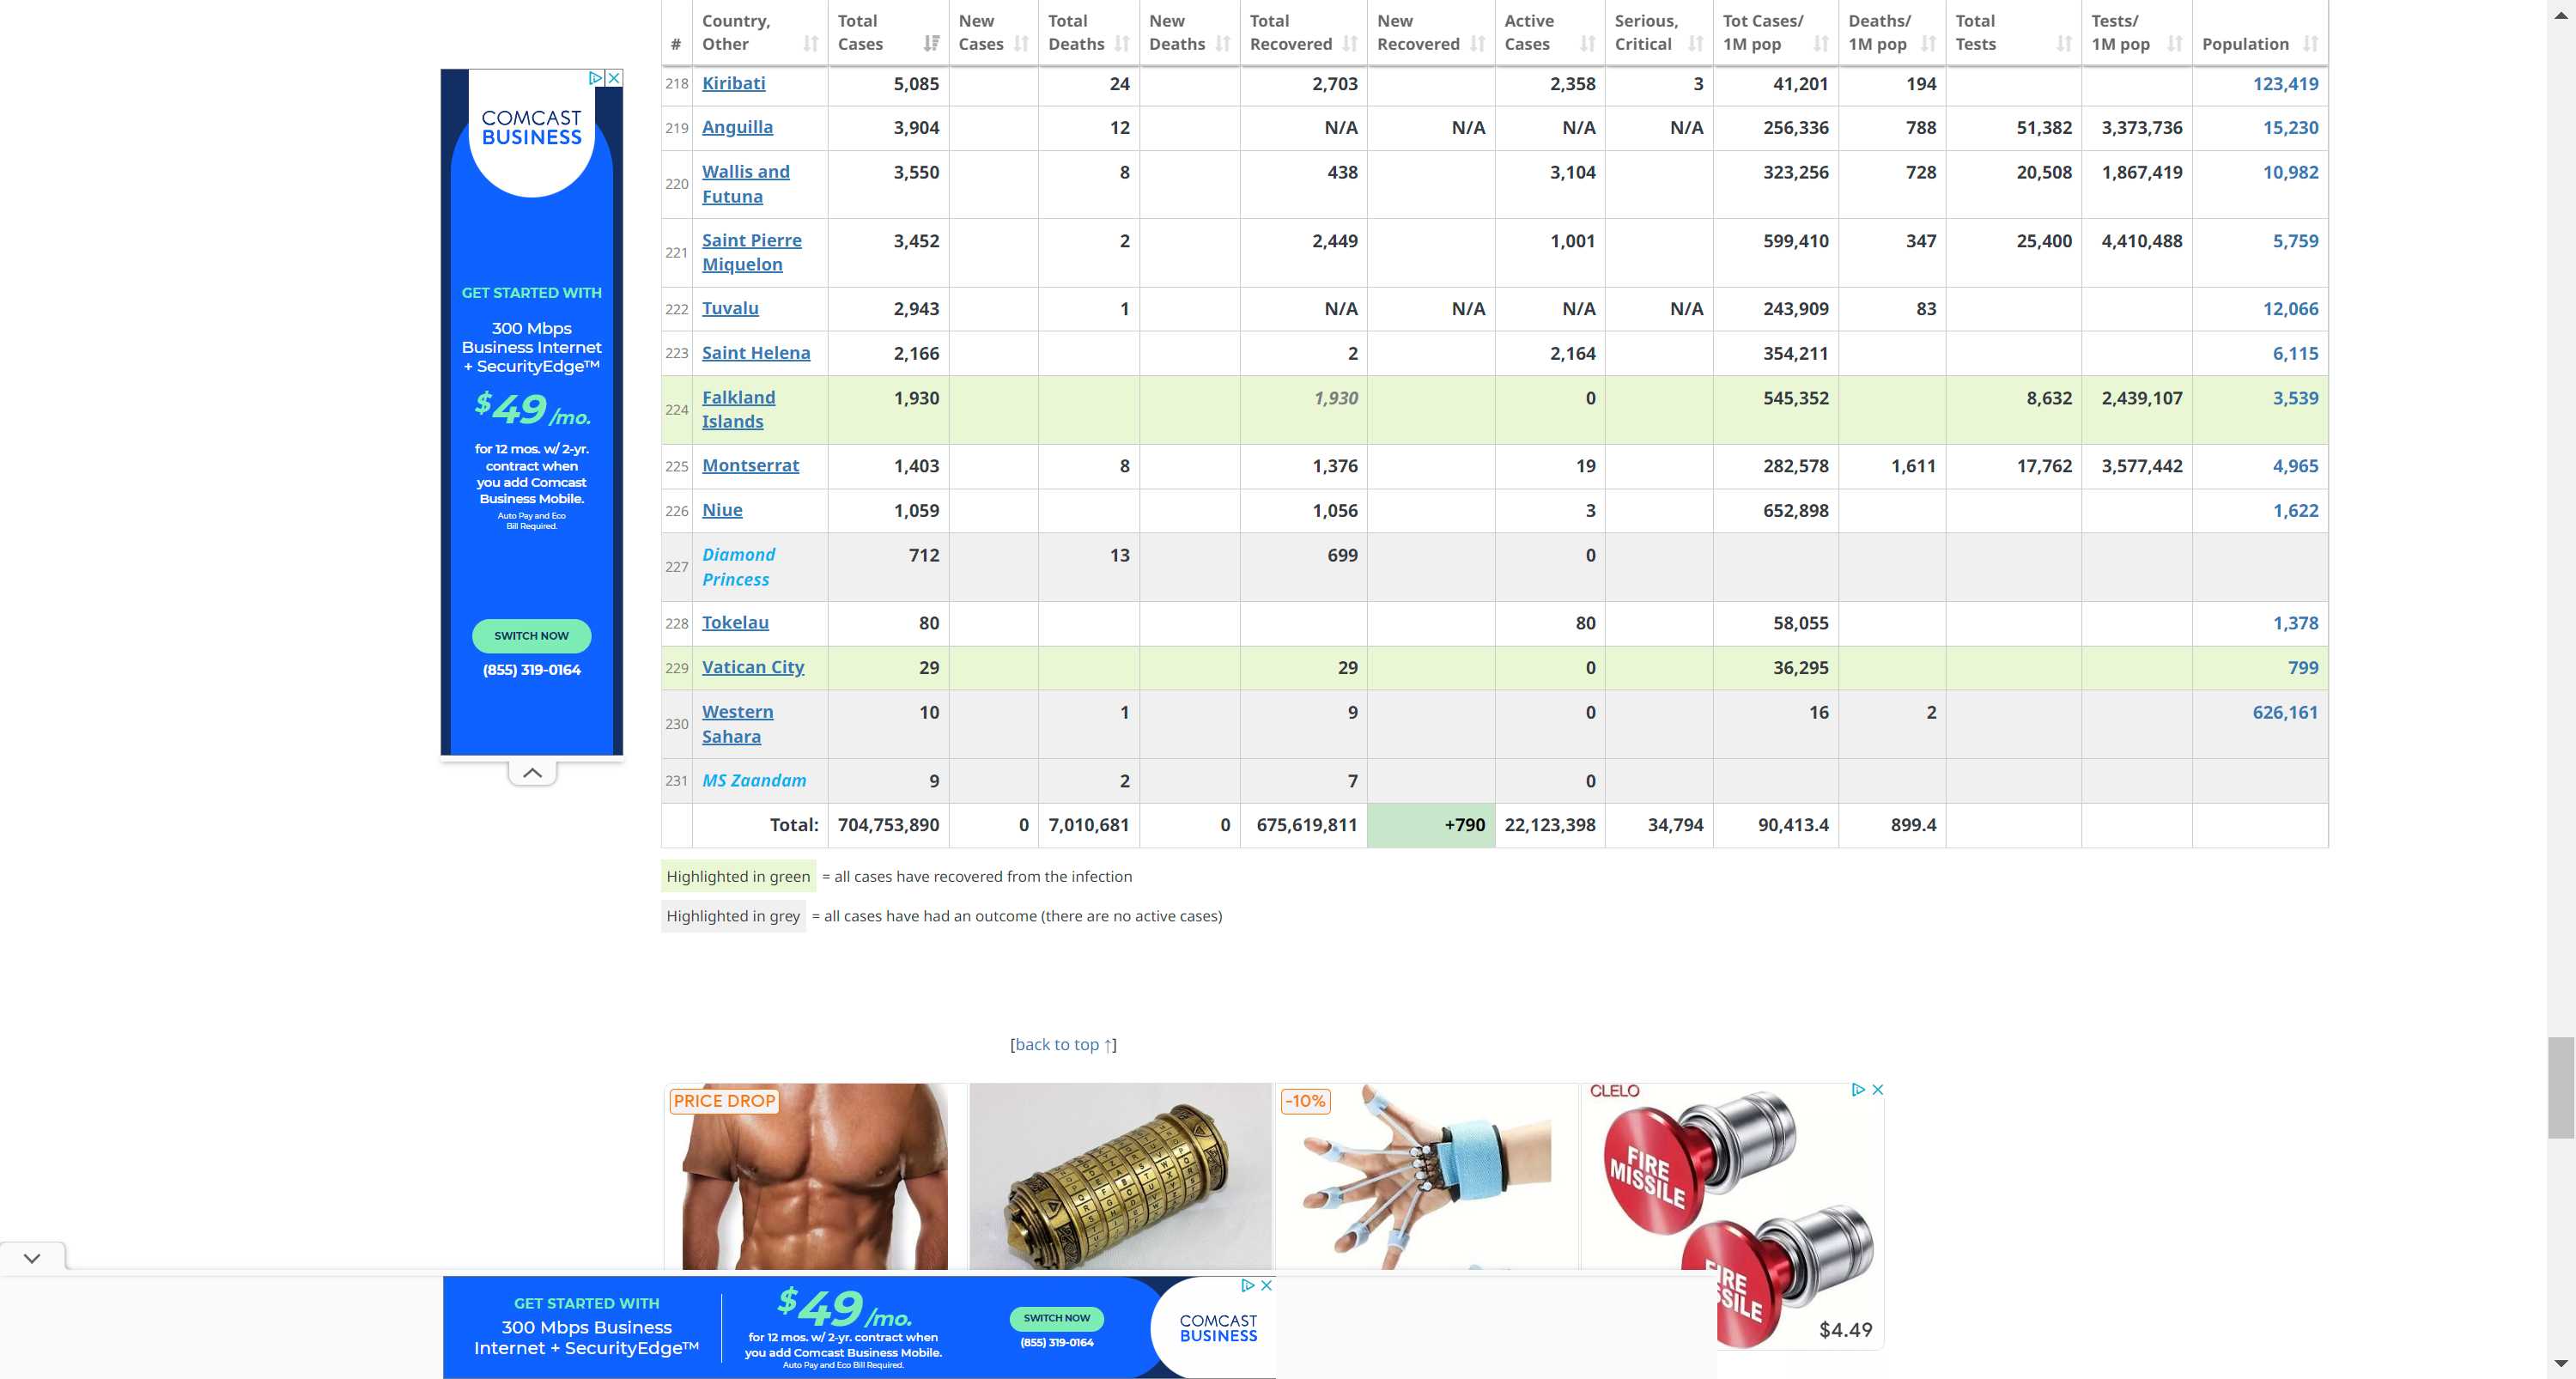 # Country, Other Total Cases New Cases Total Deaths New Deaths Total Recovered New Recovered Active Cases Serious, Critical Tot Cases/ 1M pop Deaths/ 1M pop Total Tests Tests/ 1M pop Population
218 Kiribati 5,085 24 2,703 2,358 3 41,201 194 123,419
219 Anguilla 3,904 12 N/A N/A N/A N/A 256,336 788 51,382 3,373,736 15,230
220 Wallis and Futuna 3,550 8 438 3,104 323,256 728 20,508 1,867,419 10,982
221 Saint Pierre Miquelon 3,452 2 2,449 1,001 599,410 347 25,400 4,410,488 5,759
222 Tuvalu 2,943 1 N/A N/A N/A N/A 243,909 83 12,066
223 Saint Helena 2,166 2 2,164 354,211 6,115
224 Falkland Islands 1,930 1,930 0 545,352 8,632 2,439,107 3,539
225 Montserrat 1,403 8 1,376 19 282,578 1,611 17,762 3,577,442 4,965
226 Niue 1,059 1,056 3 652,898 1,622
227 Diamond Princess 712 13 699 0
228 Tokelau 80 80 58,055 1,378
229 Vatican City 29 29 0 36,295 799
230 Western Sahara 10 1 9 0 16 2 626,161
231 MS Zaandam 9 2 7 0
Total: 704,753,890 0 7,010,681 0 675,619,811 +790 22,123,398 34,794 90,413.4 899.4
Highlighted in green = all cases have recovered from the infection
Highlighted in grey = all cases have had an outcome (there are no active cases)
[back to top ↑]
COMCAST
BUSINESS
GET STARTED WITH
300 Mbps
Business Internet
+ SecurityEdge™
$49/mo.
for 12 mos. w/ 2-yr.
contract when
you add Comcast
Business Mobile.
Auto Pay and Eco
Bill Required.
SWITCH NOW
(855) 319-0164
PRICE DROP
-10%
CLELO
FIRE
MISSILE
FIRE
$4.49
GET STARTED WITH
300 Mbps Business
Internet + SecurityEdge™
$49/mo.
for 12 mos. w/ 2-yr. contract when
you add Comcast Business Mobile.
Auto Pay and Eco Bill Required.
SWITCH NOW
(855) 319-0164
COMCAST
BUSINESS